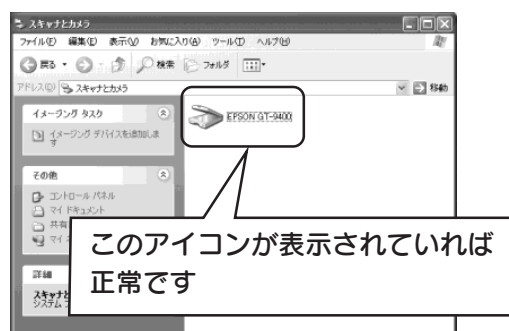 スキャナとカメラ
ファイル(F) 編集(E) 表示(V) お気に入り(A) ツール(T) ヘルプ(H)
戻る 検索 フォルダ
アドレス(D) スキャナとカメラ 移動
イメージング タスク
イメージング デバイスを追加しま
す
EPSON GT-9400
その他
コントロール パネル
マイ ドキュメント
共有
マイ
詳細
スキャナと
システム
このアイコンが表示されていれば
正常です